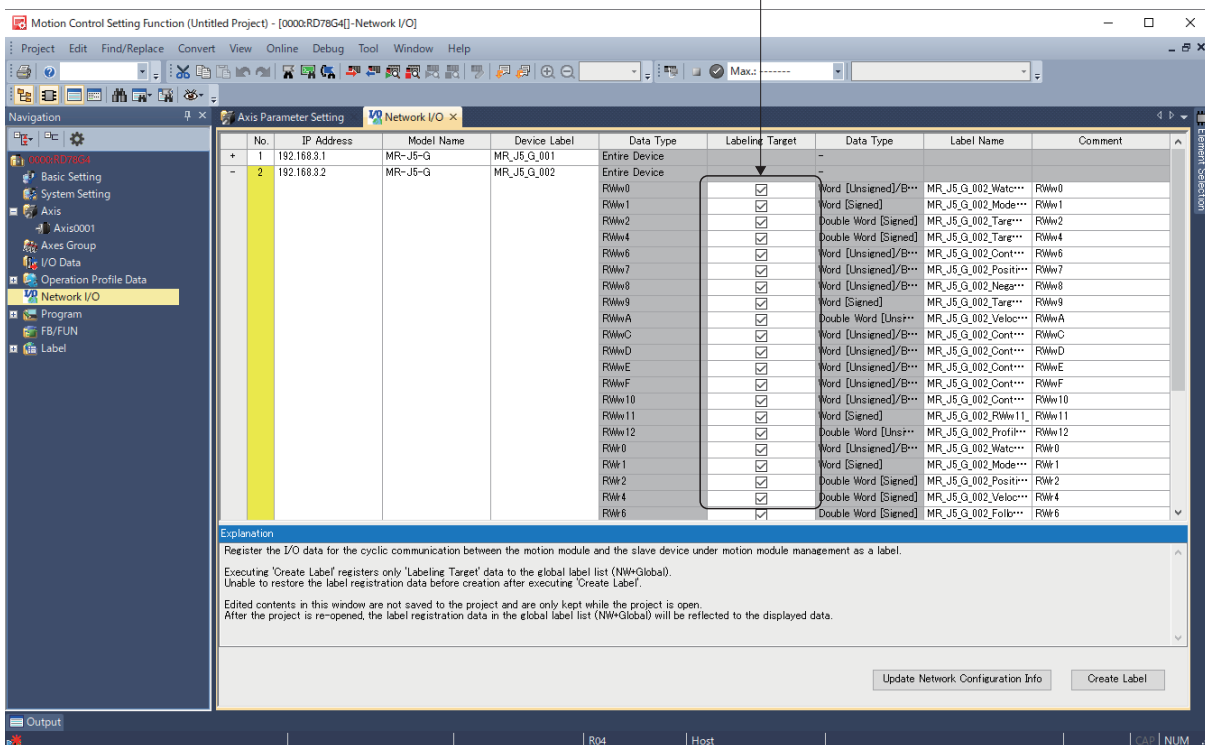 Motion Control Setting Function (Untitled Project) - [0000:RD78G4[]-Network I/O]
Project Edit Find/Replace Convert View Online Debug Tool Window Help
Max.: -------
Navigation
Axis Parameter Setting Network I/O
Element Selection
0000:RD78G4
Basic Setting
System Setting
Axis
Axis0001
Axes Group
I/O Data
Operation Profile Data
Network I/O
Program
FB/FUN
Label
No. IP Address Model Name Device Label Data Type Labeling Target Data Type Label Name Comment
+ 1 192.168.3.1 MR-J5-G MR_J5_G_001 Entire Device -
- 2 192.168.3.2 MR-J5-G MR_J5_G_002 Entire Device -
RWw0 Word [Unsigned]/B... MR_J5_G_002_Watc... RWw0
RWw1 Word [Signed] MR_J5_G_002_Mode... RWw1
RWw2 Double Word [Signed] MR_J5_G_002_Targ... RWw2
RWw4 Double Word [Signed] MR_J5_G_002_Targ... RWw4
RWw6 Word [Unsigned]/B... MR_J5_G_002_Cont... RWw6
RWw7 Word [Unsigned]/B... MR_J5_G_002_Positi... RWw7
RWw8 Word [Unsigned]/B... MR_J5_G_002_Nega... RWw8
RWw9 Word [Signed] MR_J5_G_002_Targ... RWw9
RWwA Double Word [Unsi... MR_J5_G_002_Veloc... RWwA
RWwC Word [Unsigned]/B... MR_J5_G_002_Cont... RWwC
RWwD Word [Unsigned]/B... MR_J5_G_002_Cont... RWwD
RWwE Word [Unsigned]/B... MR_J5_G_002_Cont... RWwE
RWwF Word [Unsigned]/B... MR_J5_G_002_Cont... RWwF
RWw10 Word [Unsigned]/B... MR_J5_G_002_Cont... RWw10
RWw11 Word [Signed] MR_J5_G_002_RWw11_ RWw11
RWw12 Double Word [Unsi... MR_J5_G_002_Profil... RWw12
RWr0 Word [Unsigned]/B... MR_J5_G_002_Watc... RWr0
RWr1 Word [Signed] MR_J5_G_002_Mode... RWr1
RWr2 Double Word [Signed] MR_J5_G_002_Positi... RWr2
RWr4 Double Word [Signed] MR_J5_G_002_Veloc... RWr4
RWr6 Double Word [Signed] MR_J5_G_002_Follo... RWr6
Explanation
Register the I/O data for the cyclic communication between the motion module and the slave device under motion module management as a label.
Executing 'Create Label' registers only 'Labeling Target' data to the global label list (NW+Global).
Unable to restore the label registration data before creation after executing 'Create Label'.
Edited contents in this window are not saved to the project and are only kept while the project is open.
After the project is re-opened, the label registration data in the global label list (NW+Global) will be reflected to the displayed data.
Update Network Configuration Info Create Label
Output
R04 Host CAP NUM